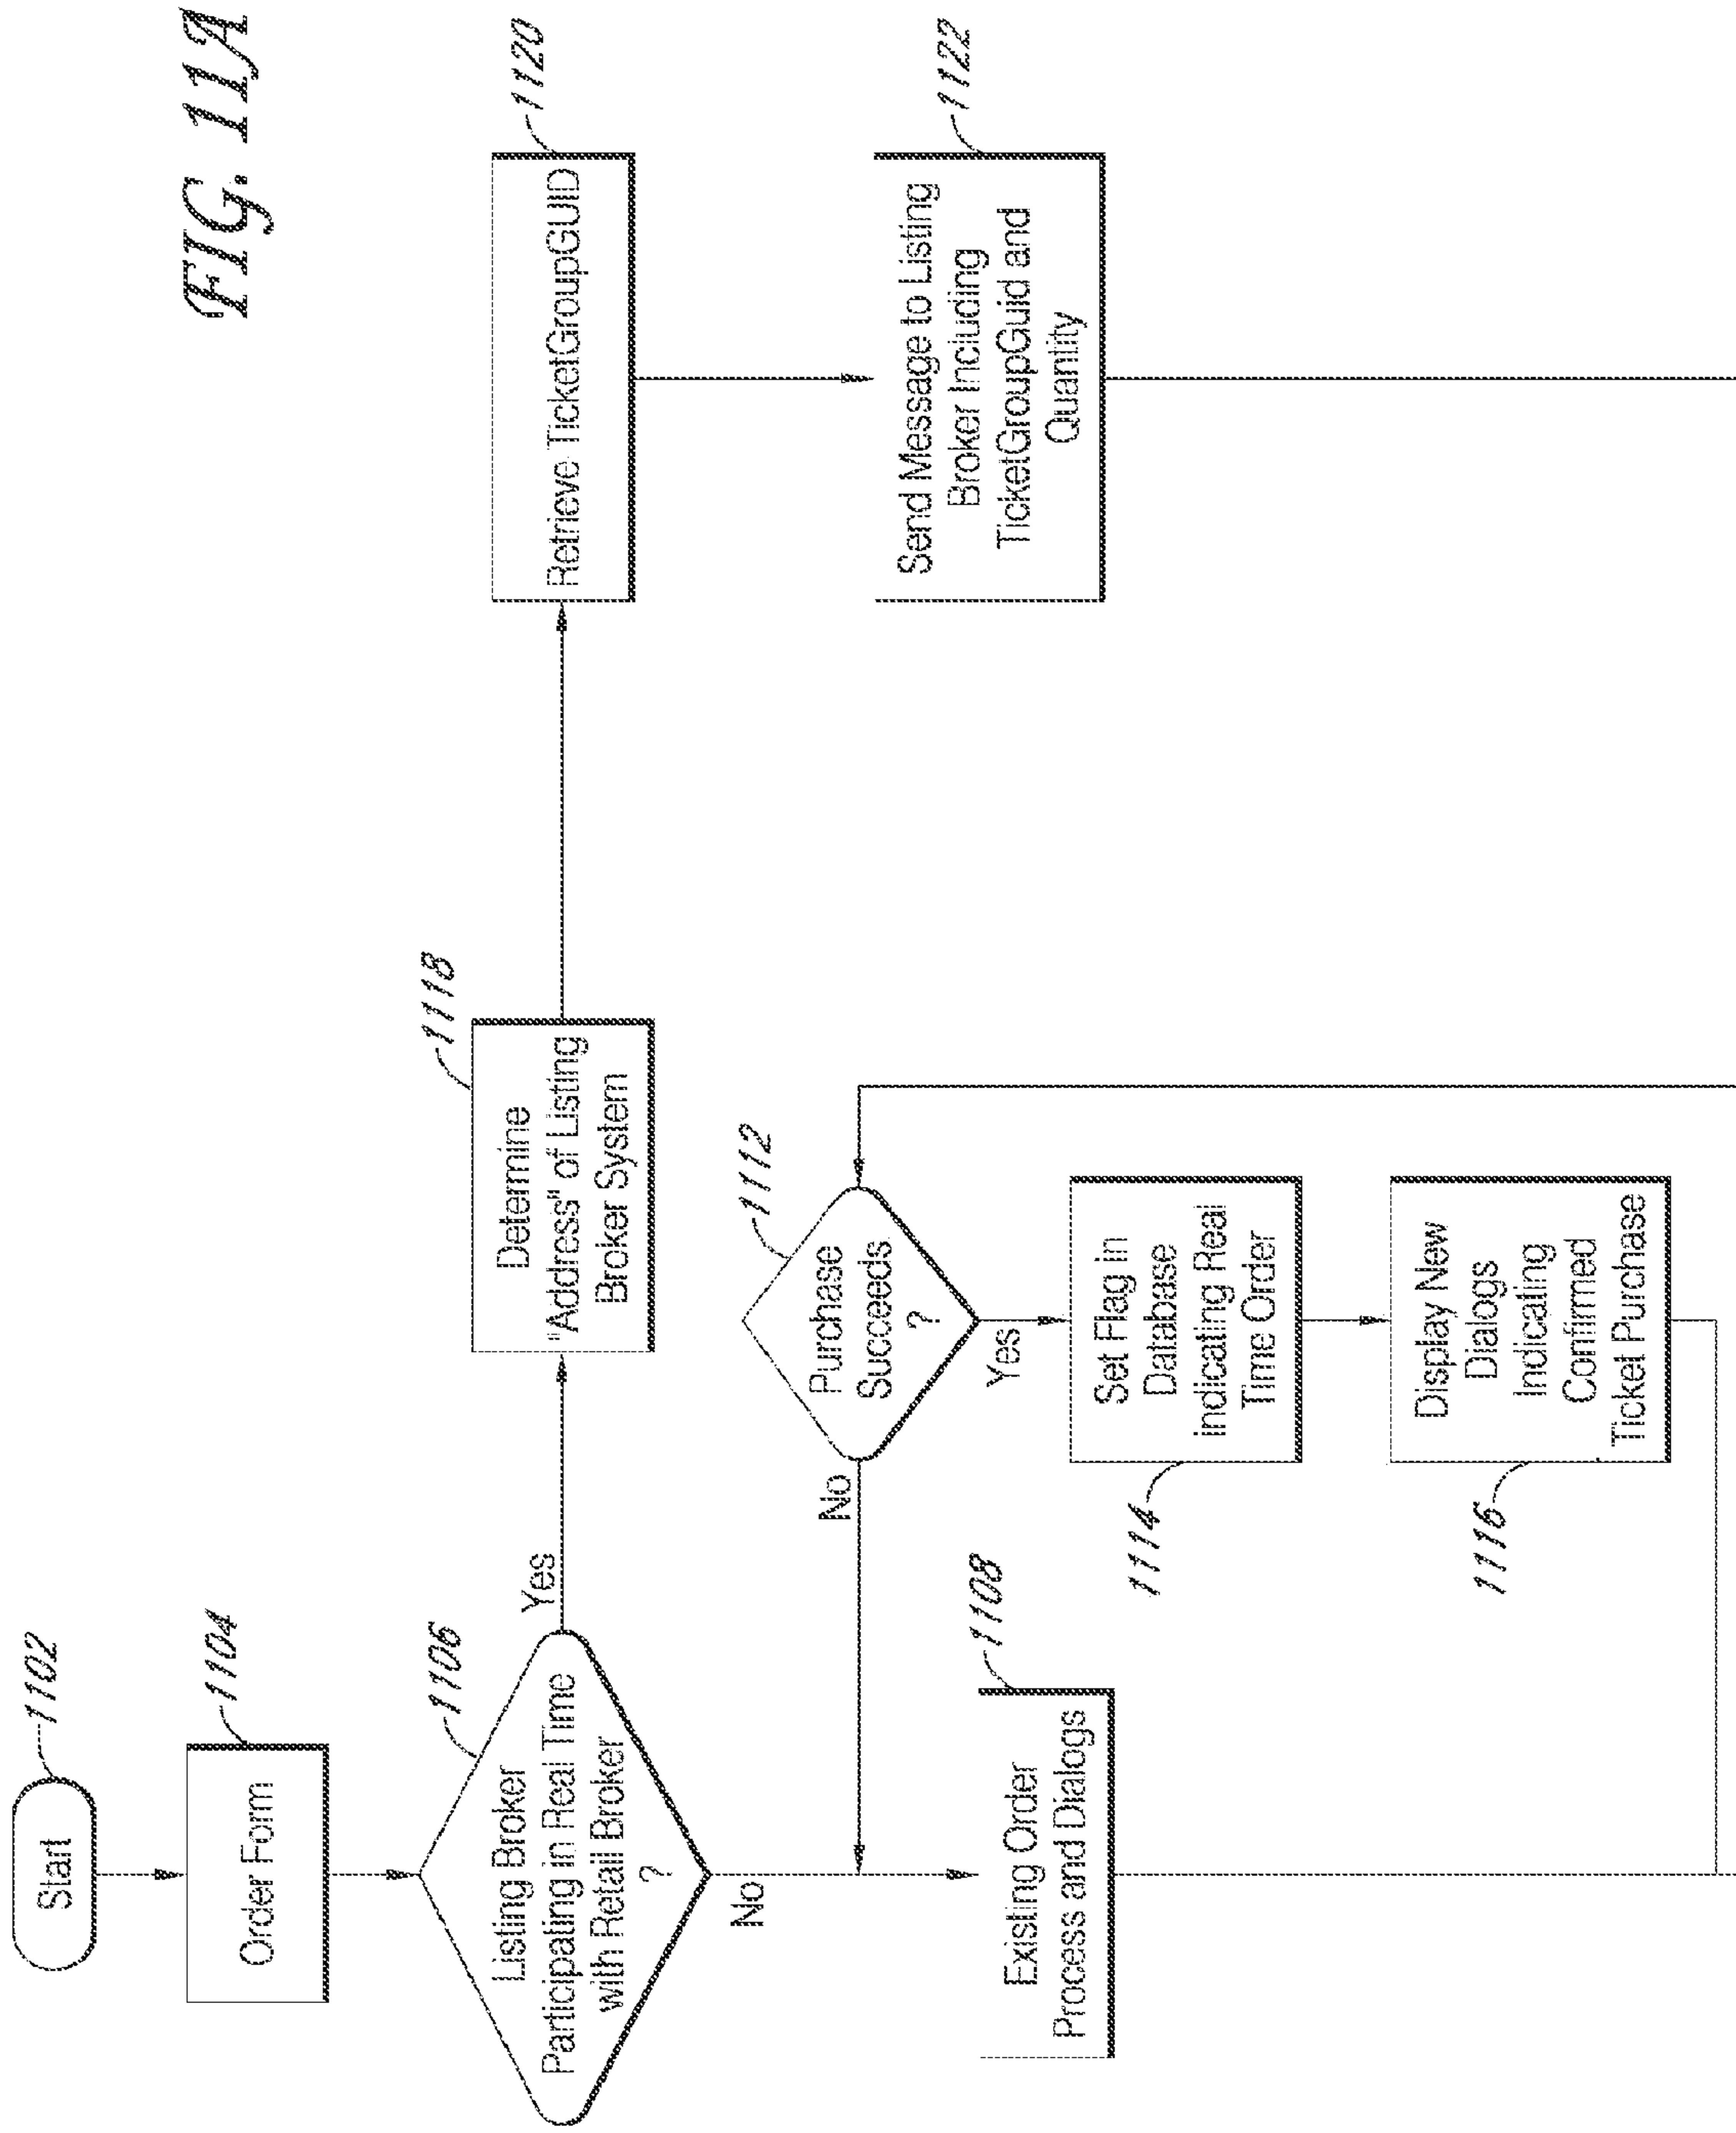 FIG. 11A
1102
Start
1104
Order Form
1106
Listing Broker
Participating in Real Time
with Retail Broker
?
Yes
No
1118
Determine
"Address" of Listing
Broker System
1120
Retrieve TicketGroupGUID
1122
Send Message to Listing
Broker Including
TicketGroupGuid and
Quantity
1112
Purchase
Succeeds
?
No
Yes
1108
Existing Order
Process and Dialogs
1114
Set Flag In
Database
Indicating Real
Time Order
1116
Display New
Dialogs
Indicating
Confirmed
Ticket Purchase